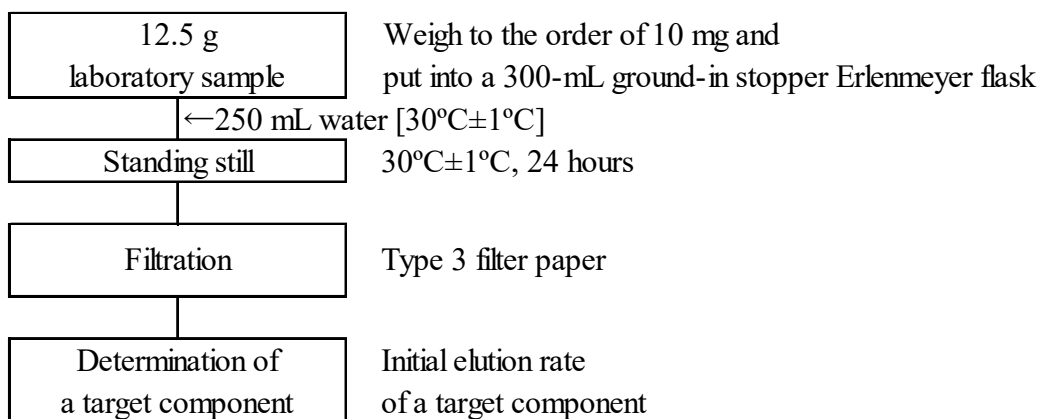 12.5 g
laboratory sample
Weigh to the order of 10 mg and
put into a 300-mL ground-in stopper Erlenmeyer flask
←250 mL water [30ºC±1ºC]
Standing still
30ºC±1ºC, 24 hours
Filtration
Type 3 filter paper
Determination of
a target component
Initial elution rate
of a target component